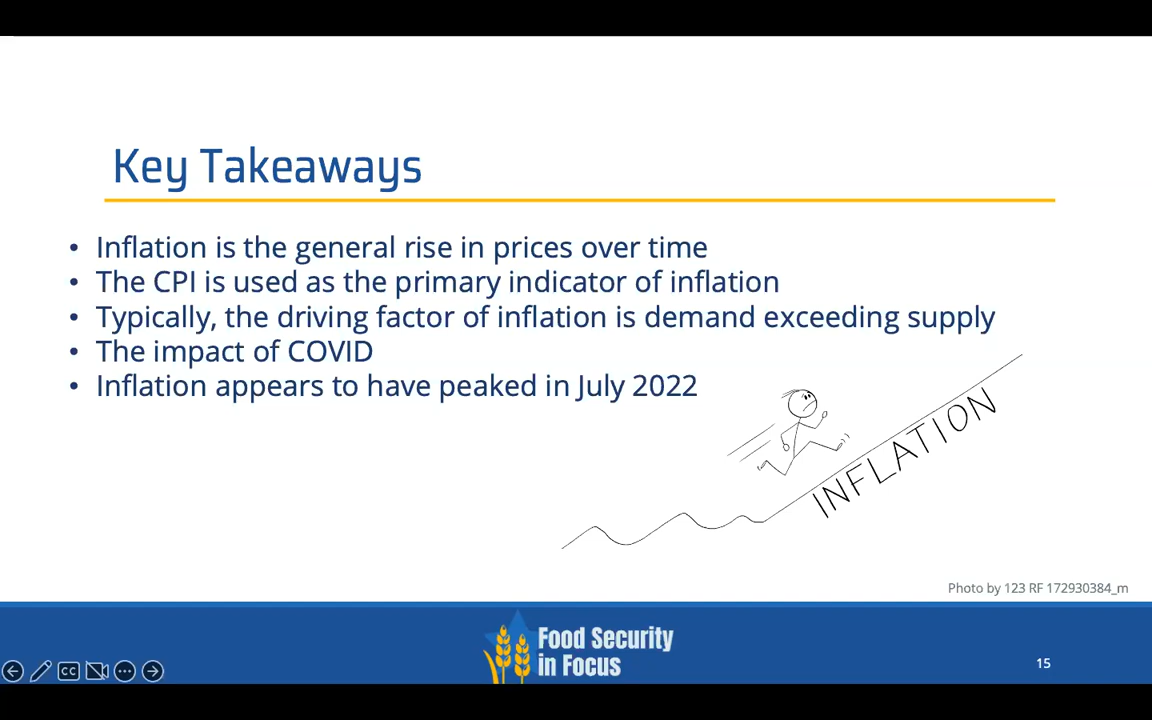 Key Takeaways
• Inflation is the general rise in prices over time
• The CPI is used as the primary indicator of inflation
• Typically, the driving factor of inflation is demand exceeding supply
• The impact of COVID
• Inflation appears to have peaked in July 2022
INFLATION
Photo by 123 RF 172930384_m
Food Security
in Focus
CC
15